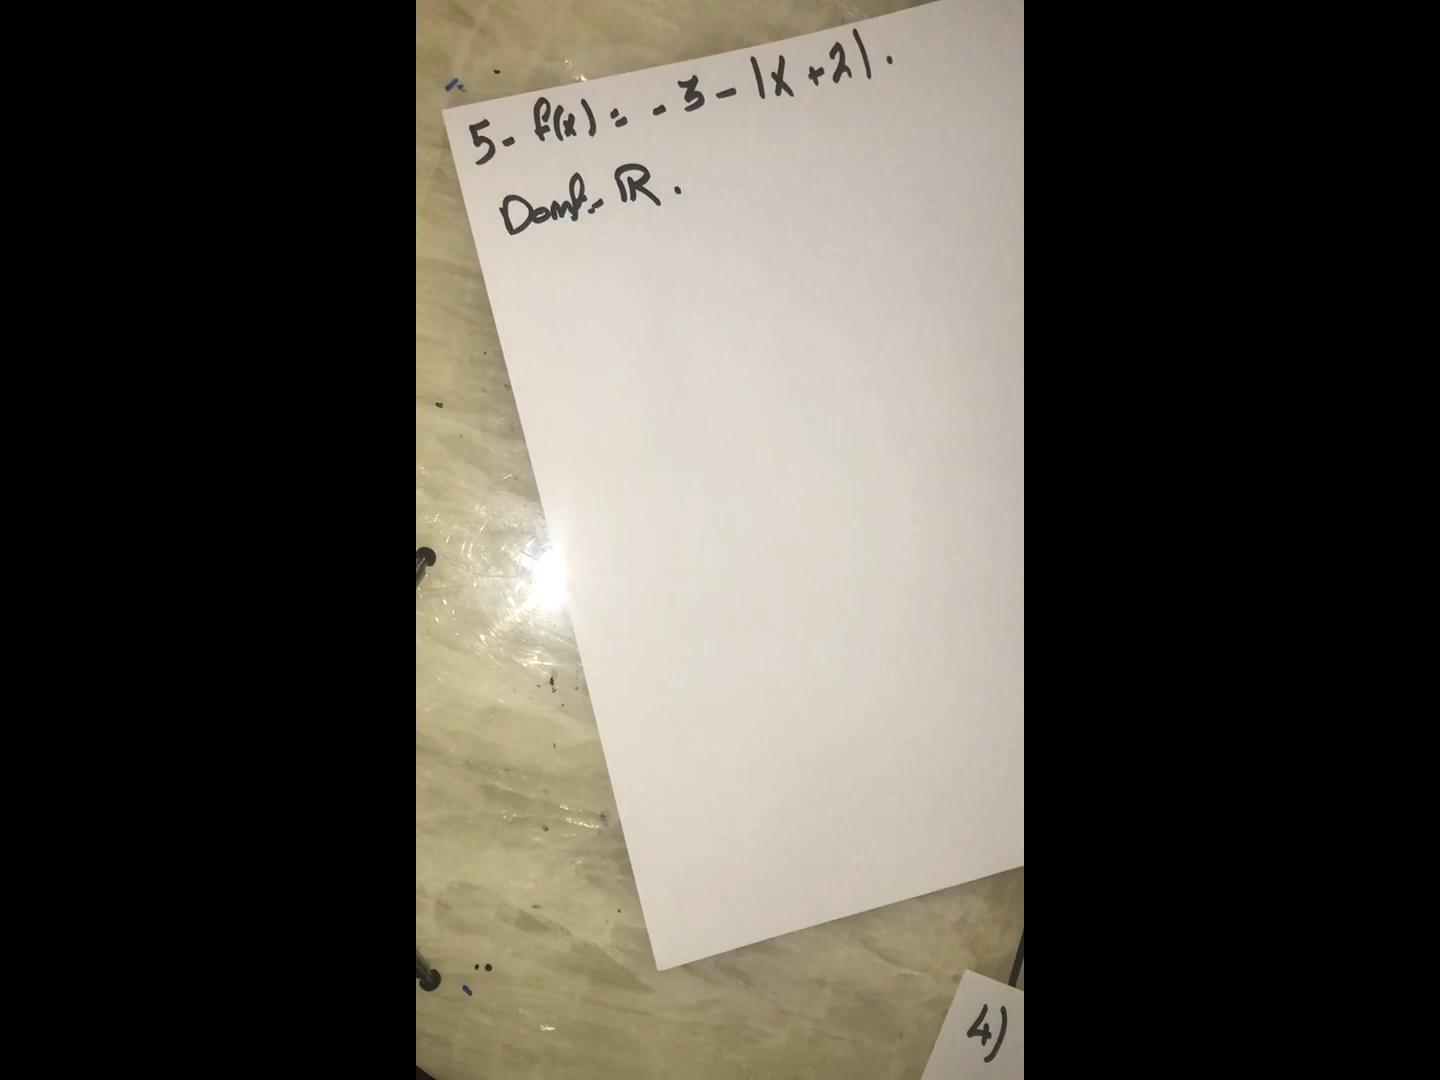 5- f(x) = -3 - |x+2|.
Domf = ℝ.
4)